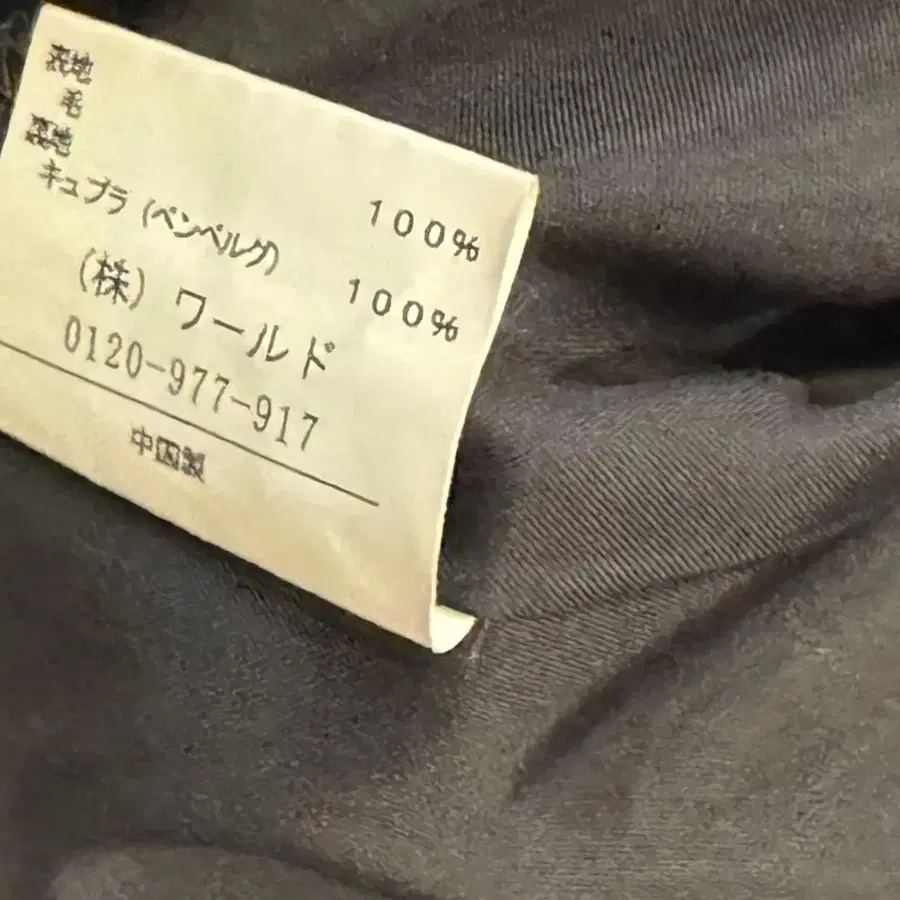 表地
毛 100%
裏地
キュプラ (ベンベルグ) 100%
(株) ワールド
0120-977-917
中国製